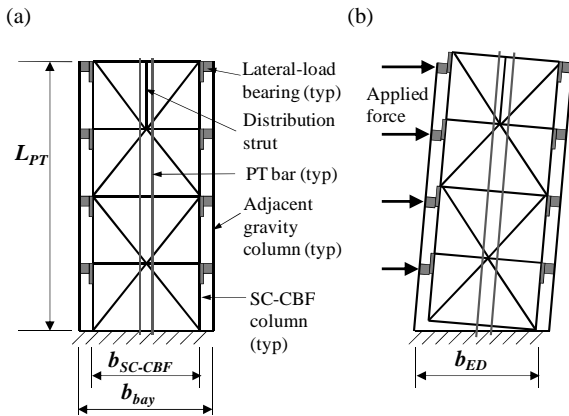 (a)
(b)
Lateral-load
bearing (typ)
Distribution
strut
PT bar (typ)
Adjacent
gravity
column (typ)
SC-CBF
column
(typ)
L_PT
b_SC-CBF
b_bay
Applied
force
b_ED